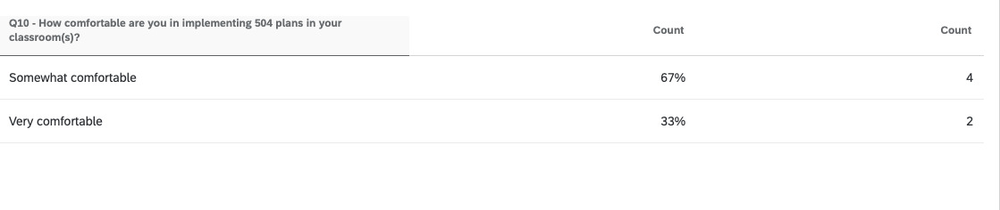 Q10 - How comfortable are you in implementing 504 plans in your
classroom(s)?
Count Count
Somewhat comfortable 67% 4
Very comfortable 33% 2